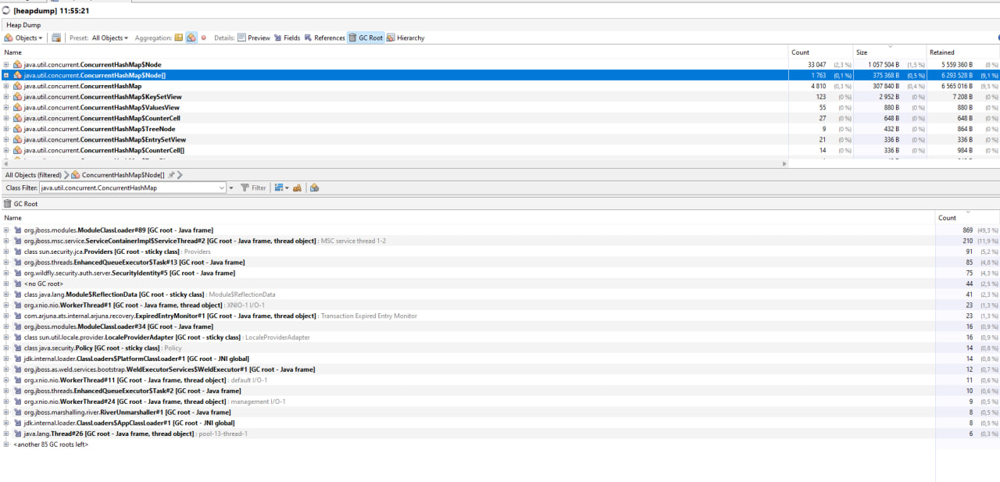 [heapdump] 11:55:21
Heap Dump
Objects Preset: All Objects Aggregation: Details: Preview Fields References GC Root Hierarchy
Name Count Size Retained
java.util.concurrent.ConcurrentHashMap$Node 33 047 (2,3 %) 1 057 504 B (1,5 %) 5 559 360 B (8 %)
java.util.concurrent.ConcurrentHashMap$Node[] 1 763 (0,1 %) 375 368 B (0,5 %) 6 293 528 B (9,1 %)
java.util.concurrent.ConcurrentHashMap 4 810 (0,3 %) 307 840 B (0,4 %) 6 565 016 B (9,5 %)
java.util.concurrent.ConcurrentHashMap$KeySetView 123 (0 %) 2 952 B (0 %) 7 208 B (0 %)
java.util.concurrent.ConcurrentHashMap$ValuesView 55 (0 %) 880 B (0 %) 880 B (0 %)
java.util.concurrent.ConcurrentHashMap$CounterCell 27 (0 %) 648 B (0 %) 648 B (0 %)
java.util.concurrent.ConcurrentHashMap$TreeNode 9 (0 %) 432 B (0 %) 864 B (0 %)
java.util.concurrent.ConcurrentHashMap$EntrySetView 21 (0 %) 336 B (0 %) 336 B (0 %)
java.util.concurrent.ConcurrentHashMap$CounterCell[] 14 (0 %) 336 B (0 %) 984 B (0 %)
All Objects (filtered) ConcurrentHashMap$Node[]
Class Filter: java.util.concurrent.ConcurrentHashMap Filter
GC Root
Name Count
org.jboss.modules.ModuleClassLoader#89 [GC root - Java frame] 869 (49,3 %)
org.jboss.msc.service.ServiceContainerImpl$ServiceThread#2 [GC root - Java frame, thread object] : MSC service thread 1-2 210 (11,9 %)
class sun.security.jca.Providers [GC root - sticky class] : Providers 91 (5,2 %)
org.jboss.threads.EnhancedQueueExecutor$Task#13 [GC root - Java frame] 85 (4,8 %)
org.wildfly.security.auth.server.SecurityIdentity#5 [GC root - Java frame] 75 (4,3 %)
<no GC root> 44 (2,5 %)
class java.lang.Module$ReflectionData [GC root - sticky class] : Module$ReflectionData 41 (2,3 %)
org.xnio.nio.WorkerThread#1 [GC root - Java frame, thread object] : XNIO-1 I/O-1 23 (1,3 %)
com.arjuna.ats.internal.arjuna.recovery.ExpiredEntryMonitor#1 [GC root - Java frame, thread object] : Transaction Expired Entry Monitor 23 (1,3 %)
org.jboss.modules.ModuleClassLoader#34 [GC root - Java frame] 16 (0,9 %)
class sun.util.locale.provider.LocaleProviderAdapter [GC root - sticky class] : LocaleProviderAdapter 16 (0,9 %)
class java.security.Policy [GC root - sticky class] : Policy 14 (0,8 %)
jdk.internal.loader.ClassLoaders$PlatformClassLoader#1 [GC root - JNI global] 14 (0,8 %)
org.jboss.as.weld.services.bootstrap.WeldExecutorServices$WeldExecutor#1 [GC root - Java frame] 12 (0,7 %)
org.xnio.nio.WorkerThread#11 [GC root - Java frame, thread object] : default I/O-1 11 (0,6 %)
org.jboss.threads.EnhancedQueueExecutor$Task#2 [GC root - Java frame] 10 (0,6 %)
org.xnio.nio.WorkerThread#24 [GC root - Java frame, thread object] : management I/O-1 9 (0,5 %)
org.jboss.marshalling.river.RiverUnmarshaller#1 [GC root - Java frame] 8 (0,5 %)
jdk.internal.loader.ClassLoaders$AppClassLoader#1 [GC root - JNI global] 8 (0,5 %)
java.lang.Thread#26 [GC root - Java frame, thread object] : pool-13-thread-1 6 (0,3 %)
<another 85 GC roots left>